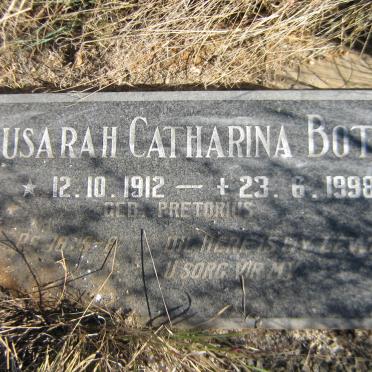 USARAH CATHARINA BOT
* 12.10.1912 — + 23.6.1998
GEB. PRETORIUS
U SORG VIR MY